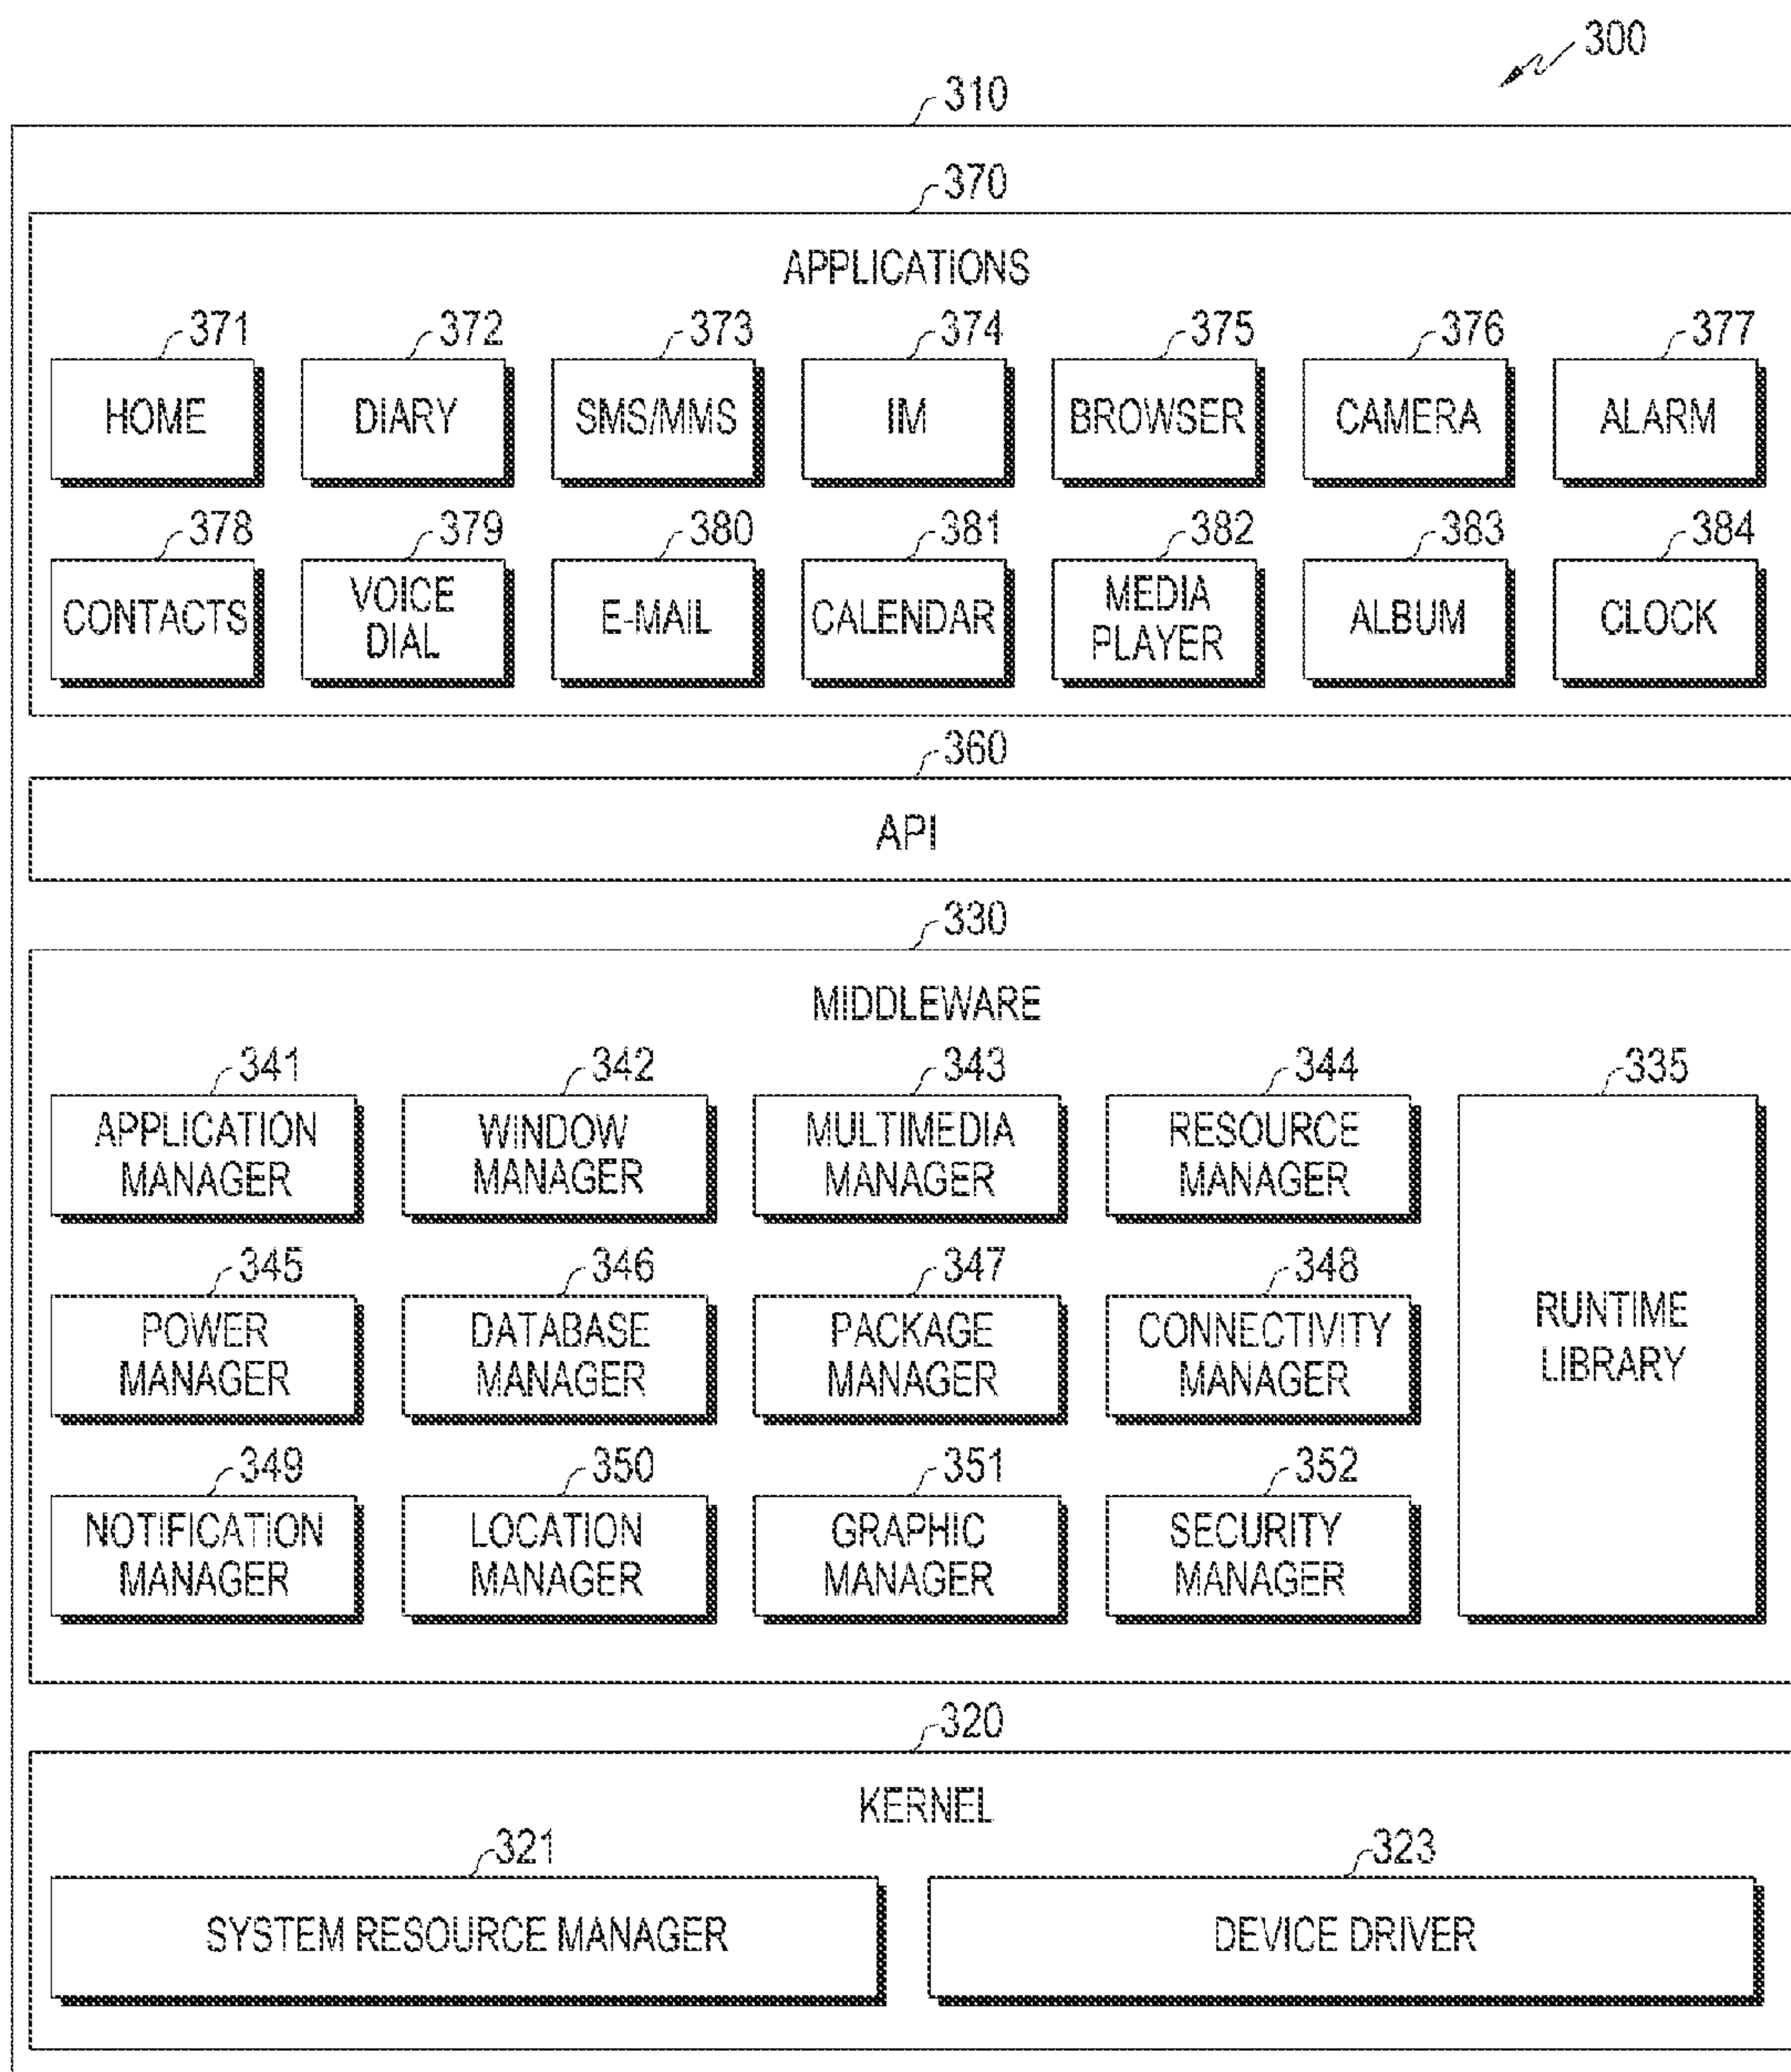 300
310
370
APPLICATIONS
371 372 373 374 375 376 377
HOME DIARY SMS/MMS IM BROWSER CAMERA ALARM
378 379 380 381 382 383 384
CONTACTS VOICE DIAL E-MAIL CALENDAR MEDIA PLAYER ALBUM CLOCK
360
API
330
MIDDLEWARE
341 342 343 344 335
APPLICATION MANAGER WINDOW MANAGER MULTIMEDIA MANAGER RESOURCE MANAGER
345 346 347 348
POWER MANAGER DATABASE MANAGER PACKAGE MANAGER CONNECTIVITY MANAGER RUNTIME LIBRARY
349 350 351 352
NOTIFICATION MANAGER LOCATION MANAGER GRAPHIC MANAGER SECURITY MANAGER
320
KERNEL
321 323
SYSTEM RESOURCE MANAGER DEVICE DRIVER